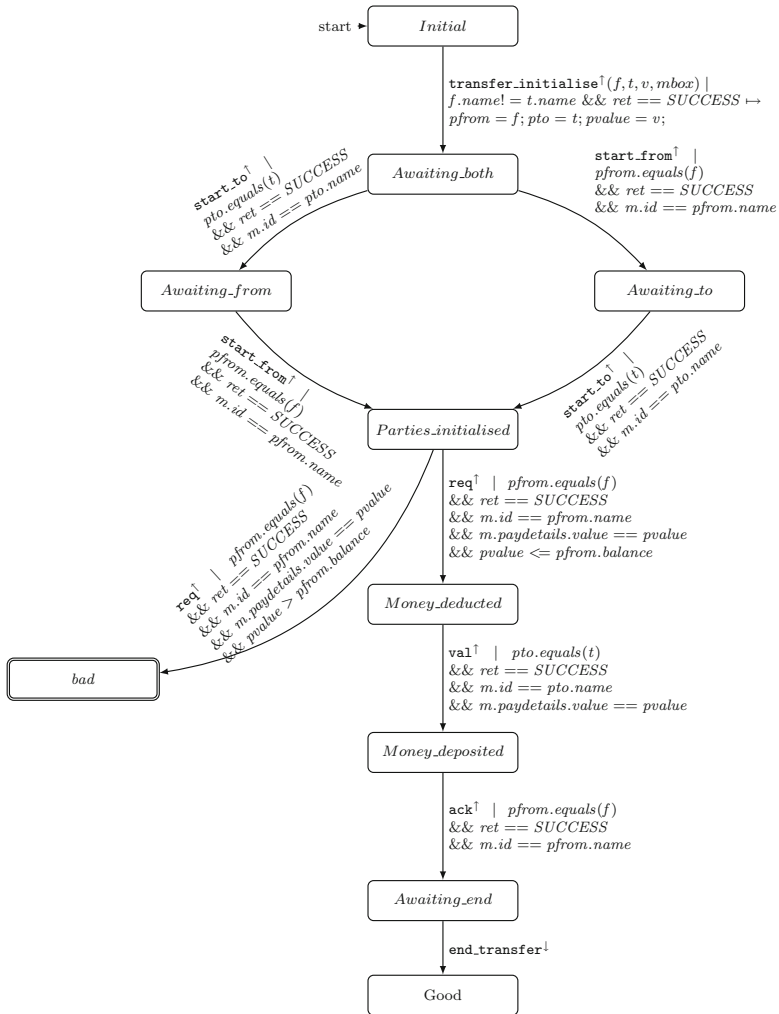 start
Initial
transfer_initialise↑(f, t, v, mbox) |
f.name! = t.name && ret == SUCCESS ↦
pfrom = f; pto = t; pvalue = v;
Awaiting_both
start_to↑ |
pto.equals(t)
&& ret == SUCCESS
&& m.id == pto.name
start_from↑ |
pfrom.equals(f)
&& ret == SUCCESS
&& m.id == pfrom.name
Awaiting_from
Awaiting_to
start_from↑ |
pfrom.equals(f)
&& ret == SUCCESS
&& m.id == pfrom.name
start_to↑ |
pto.equals(t)
&& ret == SUCCESS
&& m.id == pto.name
Parties_initialised
req↑ | pfrom.equals(f)
&& ret == SUCCESS
&& m.id == pfrom.name
&& m.paydetails.value == pvalue
&& pvalue > pfrom.balance
req↑ | pfrom.equals(f)
&& ret == SUCCESS
&& m.id == pfrom.name
&& m.paydetails.value == pvalue
&& pvalue <= pfrom.balance
Money_deducted
bad
val↑ | pto.equals(t)
&& ret == SUCCESS
&& m.id == pto.name
&& m.paydetails.value == pvalue
Money_deposited
ack↑ | pfrom.equals(f)
&& ret == SUCCESS
&& m.id == pfrom.name
Awaiting_end
end_transfer↓
Good